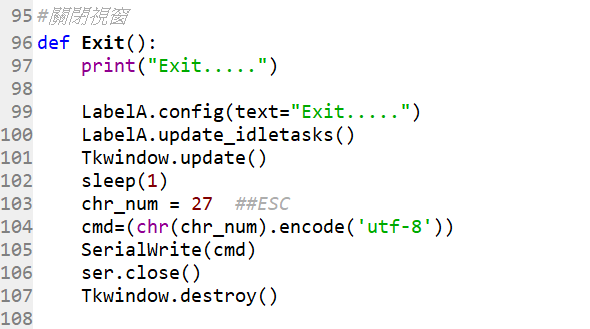 95 #關閉視窗
96 def Exit():
97     print("Exit.....")
98
99     LabelA.config(text="Exit.....")
100     LabelA.update_idletasks()
101     Tkwindow.update()
102     sleep(1)
103     chr_num = 27  ##ESC
104     cmd=(chr(chr_num).encode('utf-8'))
105     SerialWrite(cmd)
106     ser.close()
107     Tkwindow.destroy()
108